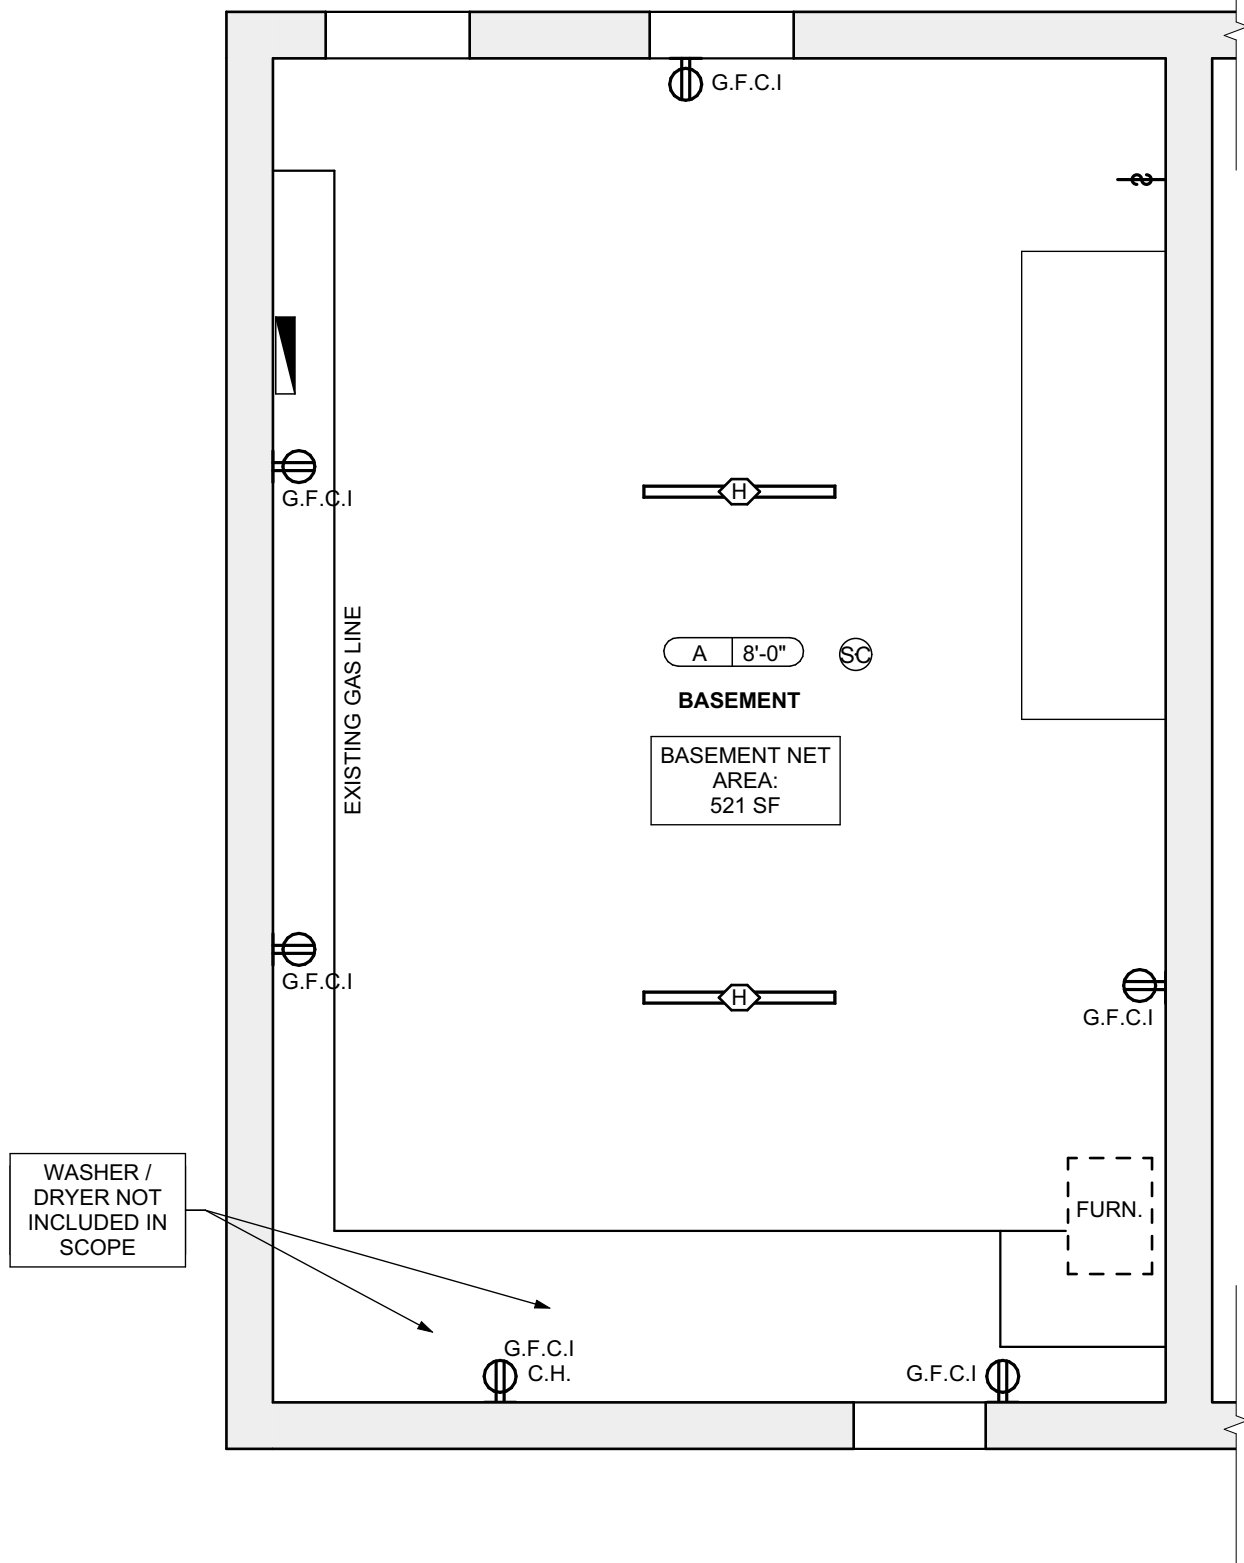 G.F.C.I
S
G.F.C.I
H
EXISTING GAS LINE
A 8'-0" SC
BASEMENT
BASEMENT NET
AREA:
521 SF
G.F.C.I
H
G.F.C.I
WASHER /
DRYER NOT
INCLUDED IN
SCOPE
FURN.
G.F.C.I
C.H.
G.F.C.I